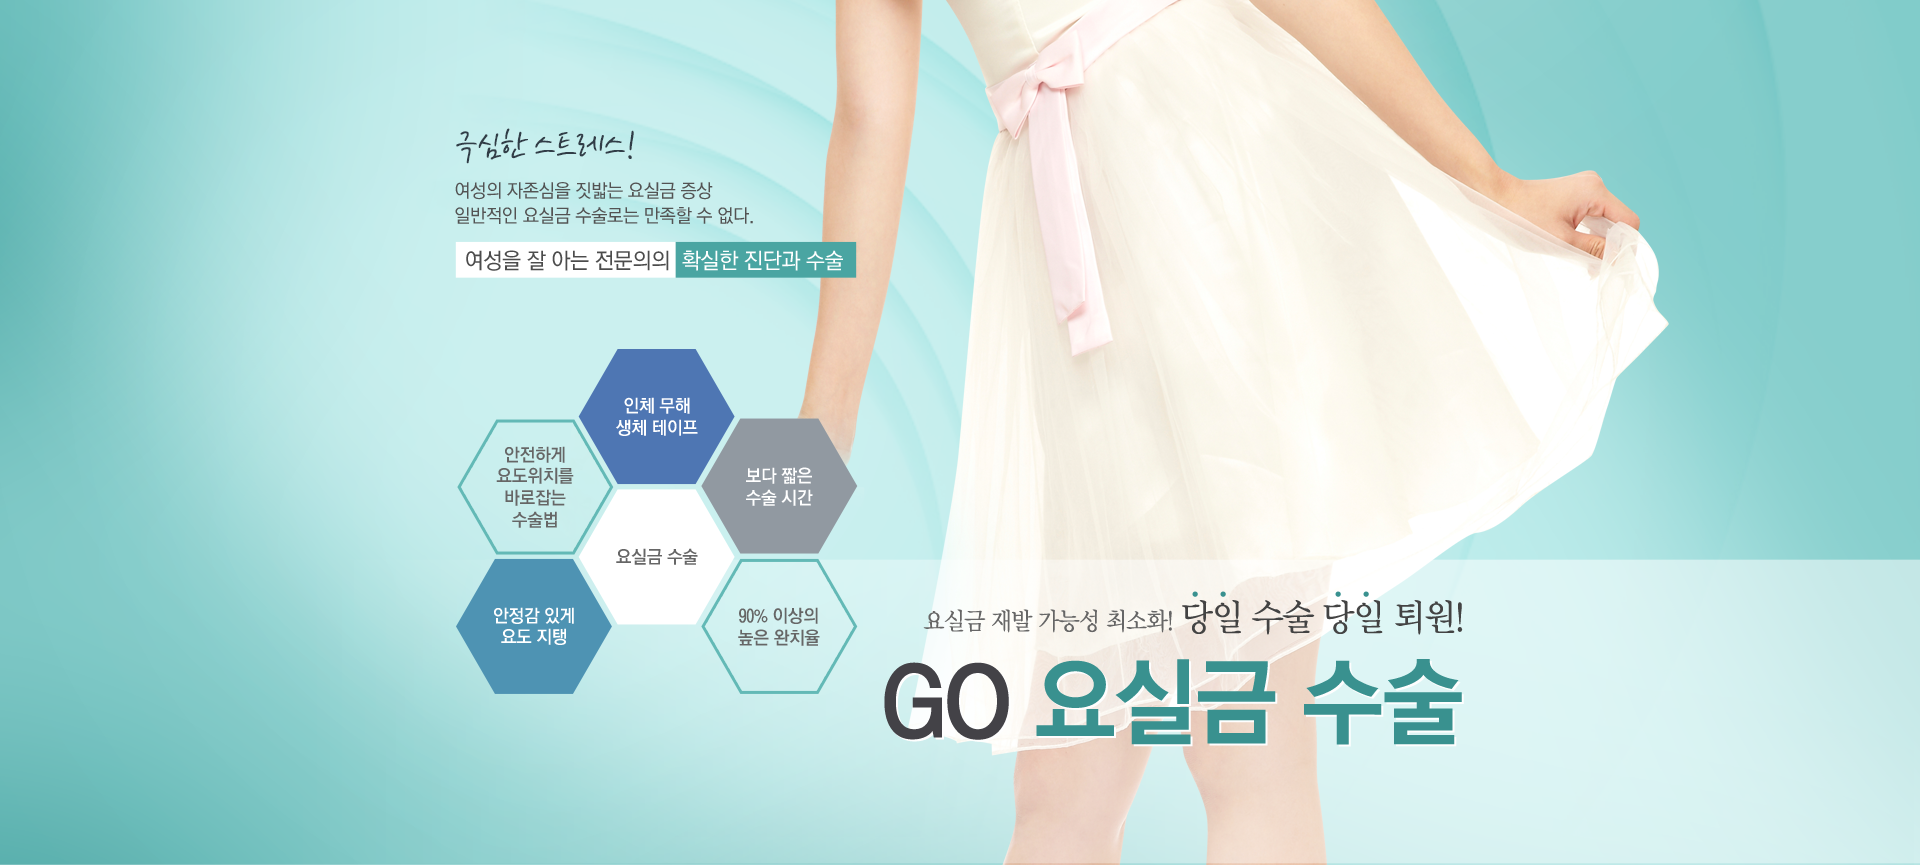 극심한 스트레스!
여성의 자존심을 짓밟는 요실금 증상
일반적인 요실금 수술로는 만족할 수 없다.
여성을 잘 아는 전문의의 확실한 진단과 수술
인체 무해
생체 테이프
안전하게
요도위치를
바로잡는
수술법
보다 짧은
수술 시간
요실금 수술
안정감 있게
요도 지탱
90% 이상의
높은 완치율
요실금 재발 가능성 최소화! 당일 수술 당일 퇴원!
GO 요실금 수술